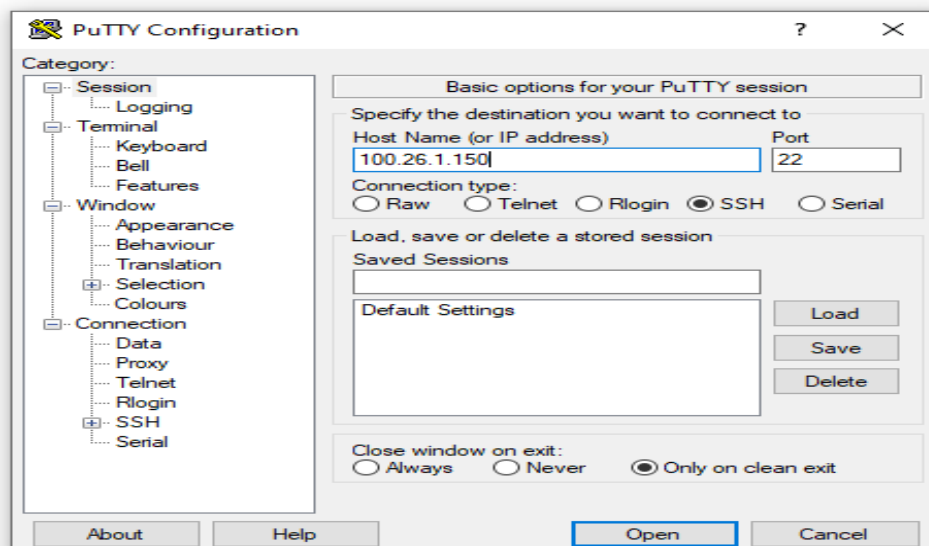 PuTTY Configuration
?
Category:
Session
Logging
Terminal
Keyboard
Bell
Features
Window
Appearance
Behaviour
Translation
Selection
Colours
Connection
Data
Proxy
Telnet
Rlogin
SSH
Serial
Basic options for your PuTTY session
Specify the destination you want to connect to
Host Name (or IP address) Port
100.26.1.150 22
Connection type:
Raw Telnet Rlogin SSH Serial
Load, save or delete a stored session
Saved Sessions
Default Settings
Load
Save
Delete
Close window on exit:
Always Never Only on clean exit
About Help Open Cancel